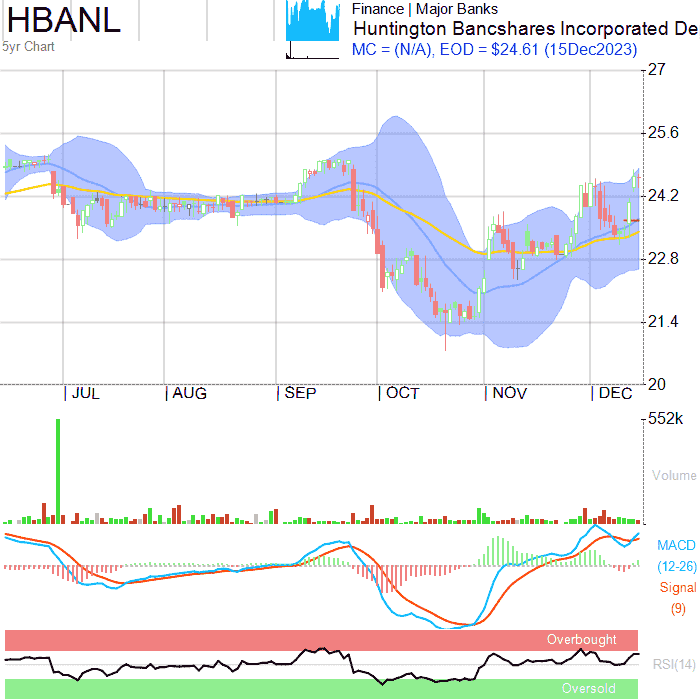 HBANL
5yr Chart
Finance | Major Banks
Huntington Bancshares Incorporated De
MC = (N/A), EOD = $24.61 (15Dec2023)
27
25.6
24.2
22.8
21.4
20
JUL
AUG
SEP
OCT
NOV
DEC
552k
Volume
MACD
(12-26)
Signal
(9)
Overbought
RSI(14)
Oversold